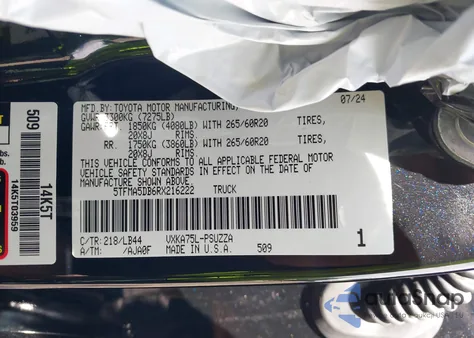 MFD.BY:TOYOTA MOTOR MANUFACTURING,
07/24
GVWR 3300KG (7275LB)
GAWR FRT. 1850KG (4080LB) WITH 265/60R20 TIRES,
20X8J RIMS
RR. 1750KG (3860LB) WITH 265/60R20 TIRES,
20X8J RIMS
THIS VEHICLE CONFORMS TO ALL APPLICABLE FEDERAL MOTOR
VEHICLE SAFETY STANDARDS IN EFFECT ON THE DATE OF
MANUFACTURE SHOWN ABOVE.
5TFMA5DB6RX216222 TRUCK
C/TR:218/LB44 VXKA75L-PSUZZA
A/TM: /AJA0F MADE IN U.S.A. 509
1
509
14K5T
14K5T03959
lbs.
autoshop